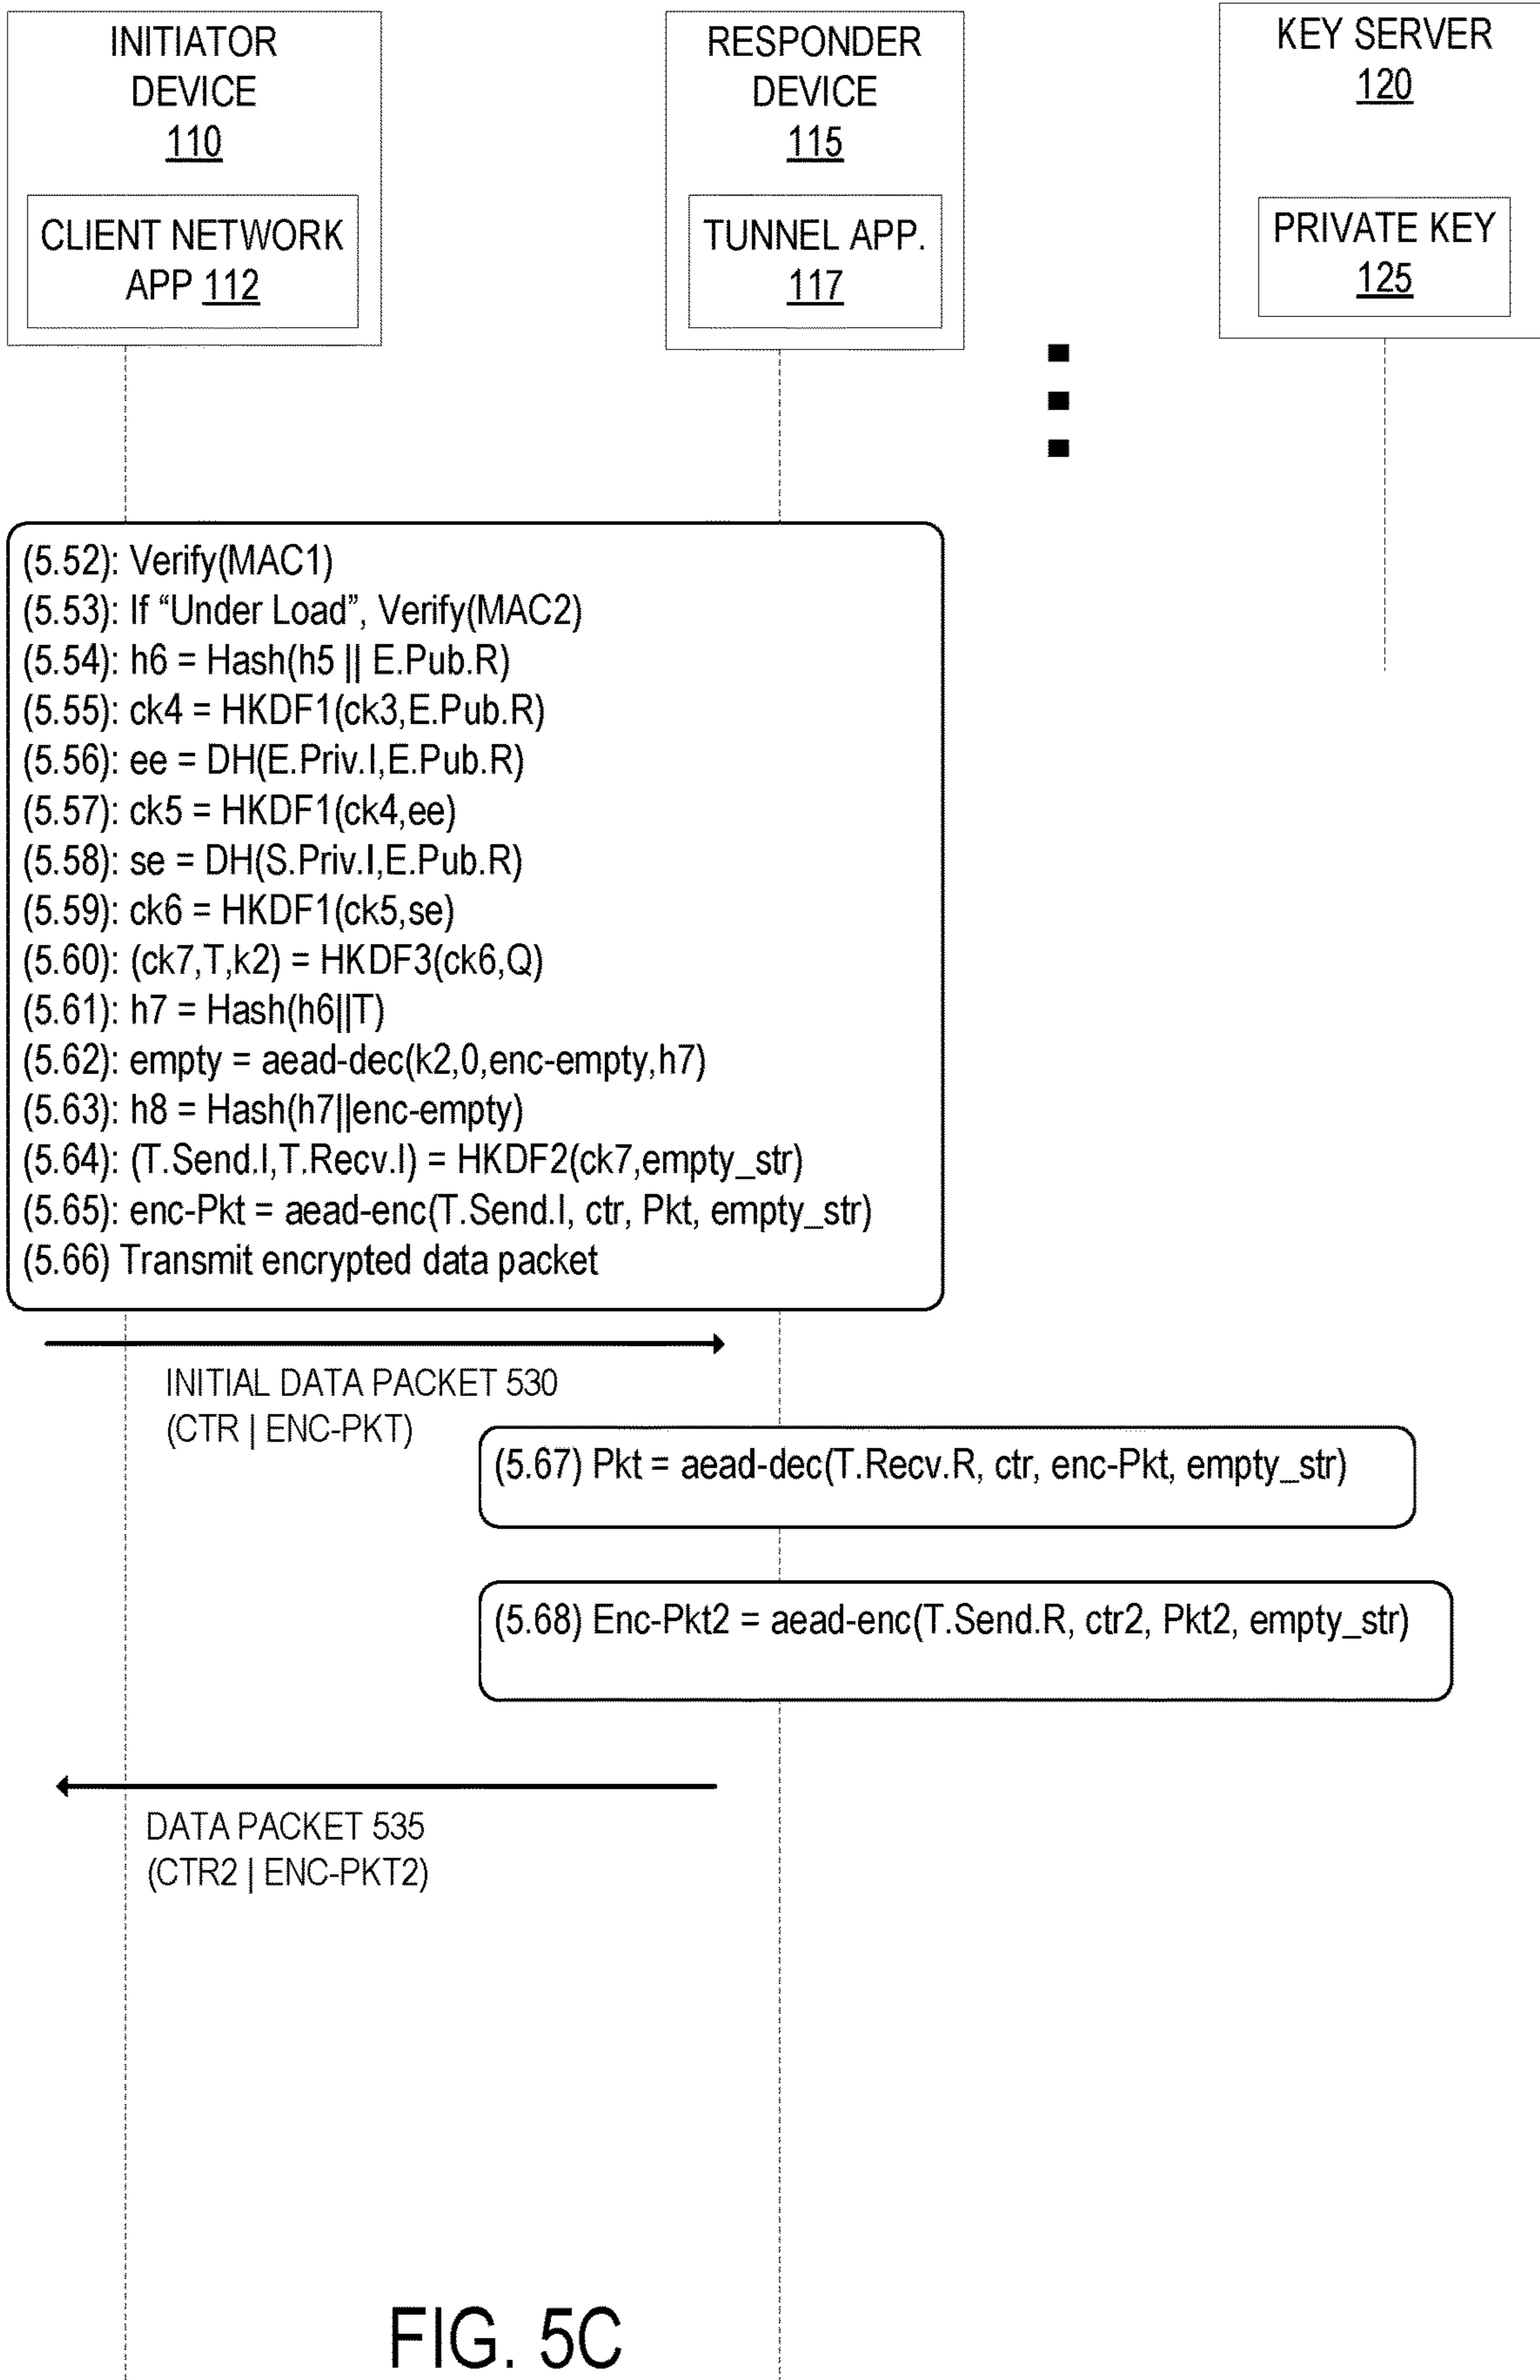 INITIATOR
DEVICE
110
CLIENT NETWORK
APP 112
RESPONDER
DEVICE
115
TUNNEL APP.
117
KEY SERVER
120
PRIVATE KEY
125
(5.52): Verify(MAC1)
(5.53): If “Under Load”, Verify(MAC2)
(5.54): h6 = Hash(h5 || E.Pub.R)
(5.55): ck4 = HKDF1(ck3,E.Pub.R)
(5.56): ee = DH(E.Priv.I,E.Pub.R)
(5.57): ck5 = HKDF1(ck4,ee)
(5.58): se = DH(S.Priv.I,E.Pub.R)
(5.59): ck6 = HKDF1(ck5,se)
(5.60): (ck7,T,k2) = HKDF3(ck6,Q)
(5.61): h7 = Hash(h6||T)
(5.62): empty = aead-dec(k2,0,enc-empty,h7)
(5.63): h8 = Hash(h7||enc-empty)
(5.64): (T.Send.I,T.Recv.I) = HKDF2(ck7,empty_str)
(5.65): enc-Pkt = aead-enc(T.Send.I, ctr, Pkt, empty_str)
(5.66) Transmit encrypted data packet
INITIAL DATA PACKET 530
(CTR | ENC-PKT)
(5.67) Pkt = aead-dec(T.Recv.R, ctr, enc-Pkt, empty_str)
(5.68) Enc-Pkt2 = aead-enc(T.Send.R, ctr2, Pkt2, empty_str)
DATA PACKET 535
(CTR2 | ENC-PKT2)
FIG. 5C